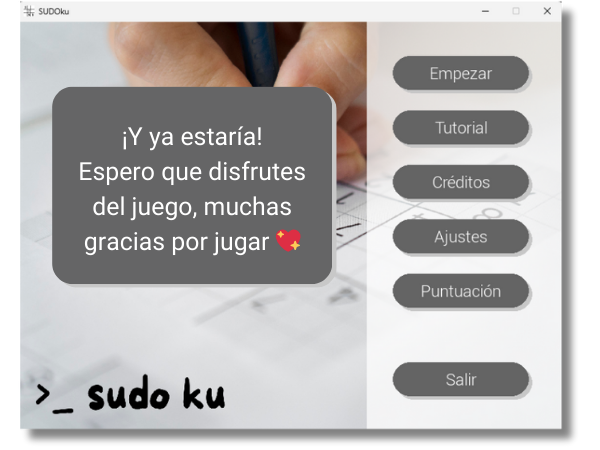 SUDOku
¡Y ya estaría!
Espero que disfrutes
del juego, muchas
gracias por jugar 💖
>_ sudo ku
Empezar
Tutorial
Créditos
Ajustes
Puntuación
Salir